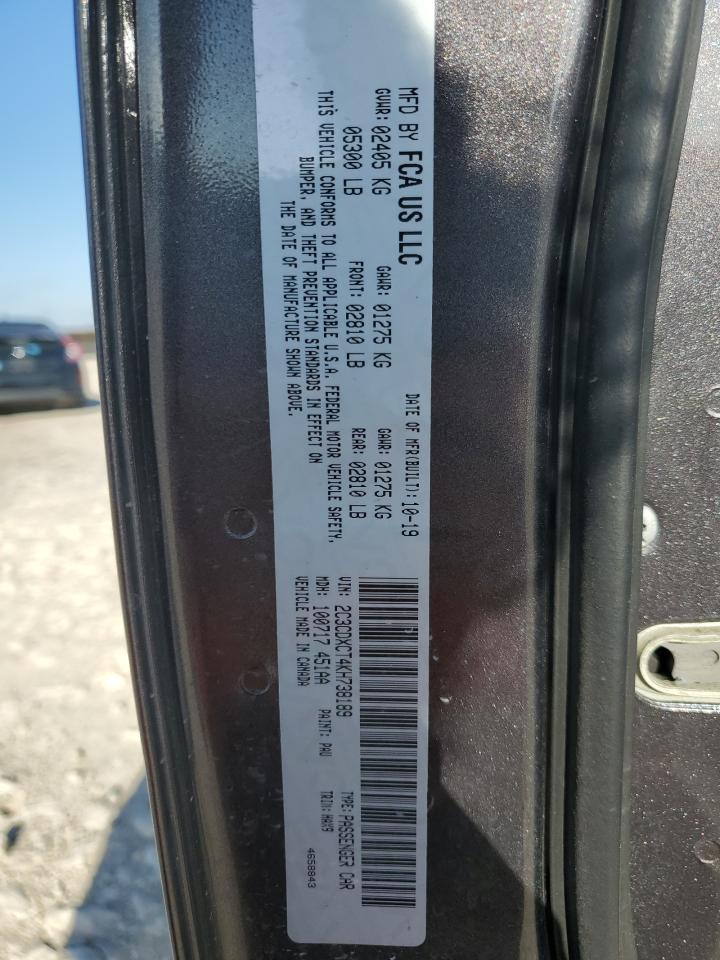 MFD BY FCA US LLC
DATE OF MFR(BUILT): 10-19
GVWR: 02405 KG
GAWR: 01275 KG
GAWR: 01275 KG
05300 LB
FRONT: 02810 LB
REAR: 02810 LB
THIS VEHICLE CONFORMS TO ALL APPLICABLE U.S.A. FEDERAL MOTOR VEHICLE SAFETY,
BUMPER, AND THEFT PREVENTION STANDARDS IN EFFECT ON
THE DATE OF MANUFACTURE SHOWN ABOVE.
VIN: 2C3CDXCT4KH738189
TYPE: PASSENGER CAR
MDH: 100717 451AA
PAINT: PAU
TRIM: HAX9
VEHICLE MADE IN CANADA
4658843